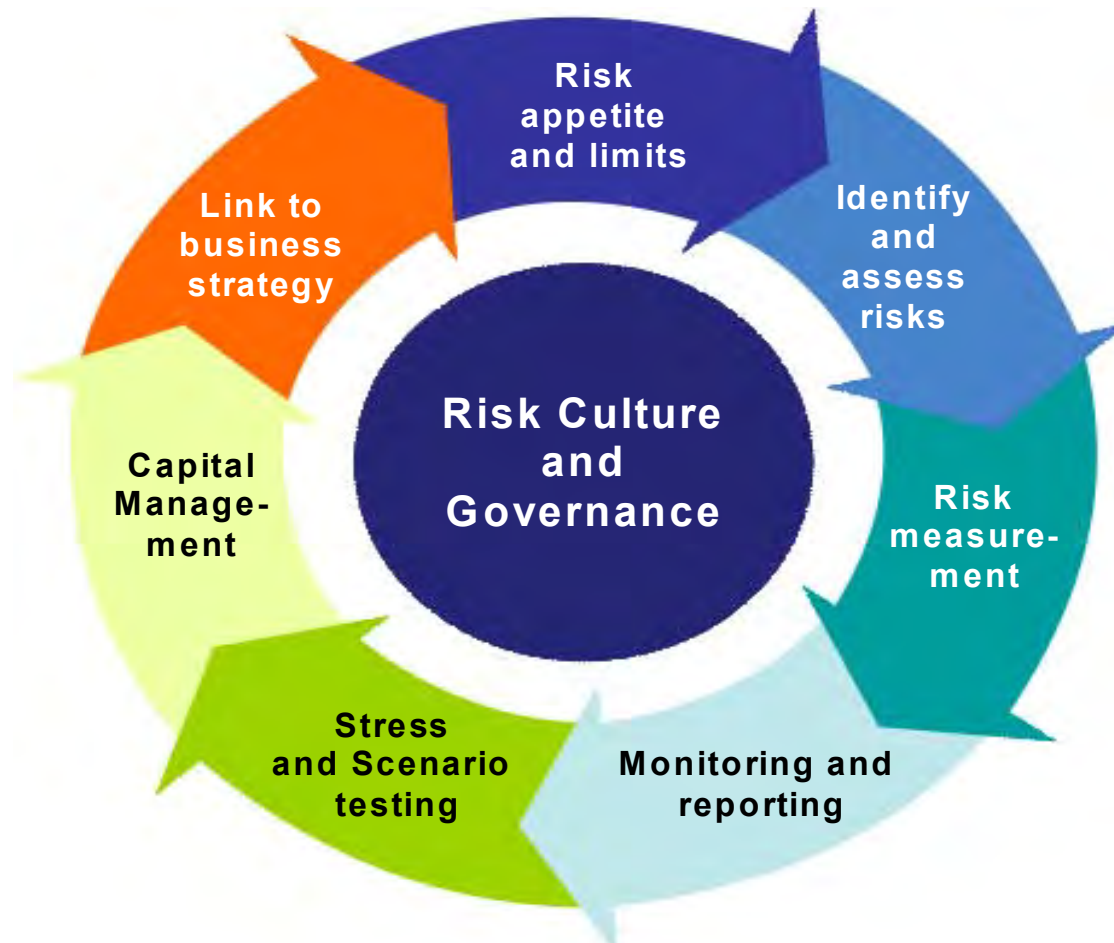 Risk
appetite
and limits
Identify
and
assess
risks
Risk
measure-
ment
Monitoring and
reporting
Stress
and Scenario
testing
Capital
Manage-
ment
Link to
business
strategy
Risk Culture
and
Governance